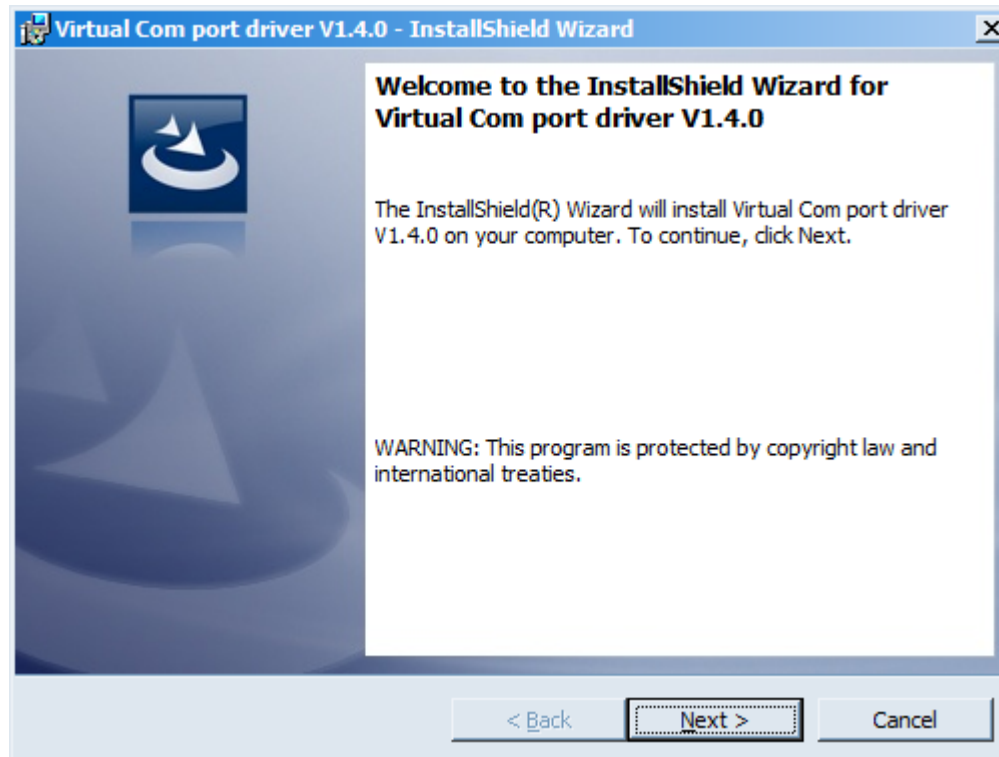 Virtual Com port driver V1.4.0 - InstallShield Wizard
Welcome to the InstallShield Wizard for
Virtual Com port driver V1.4.0
The InstallShield(R) Wizard will install Virtual Com port driver
V1.4.0 on your computer. To continue, click Next.
WARNING: This program is protected by copyright law and
international treaties.
< Back Next > Cancel